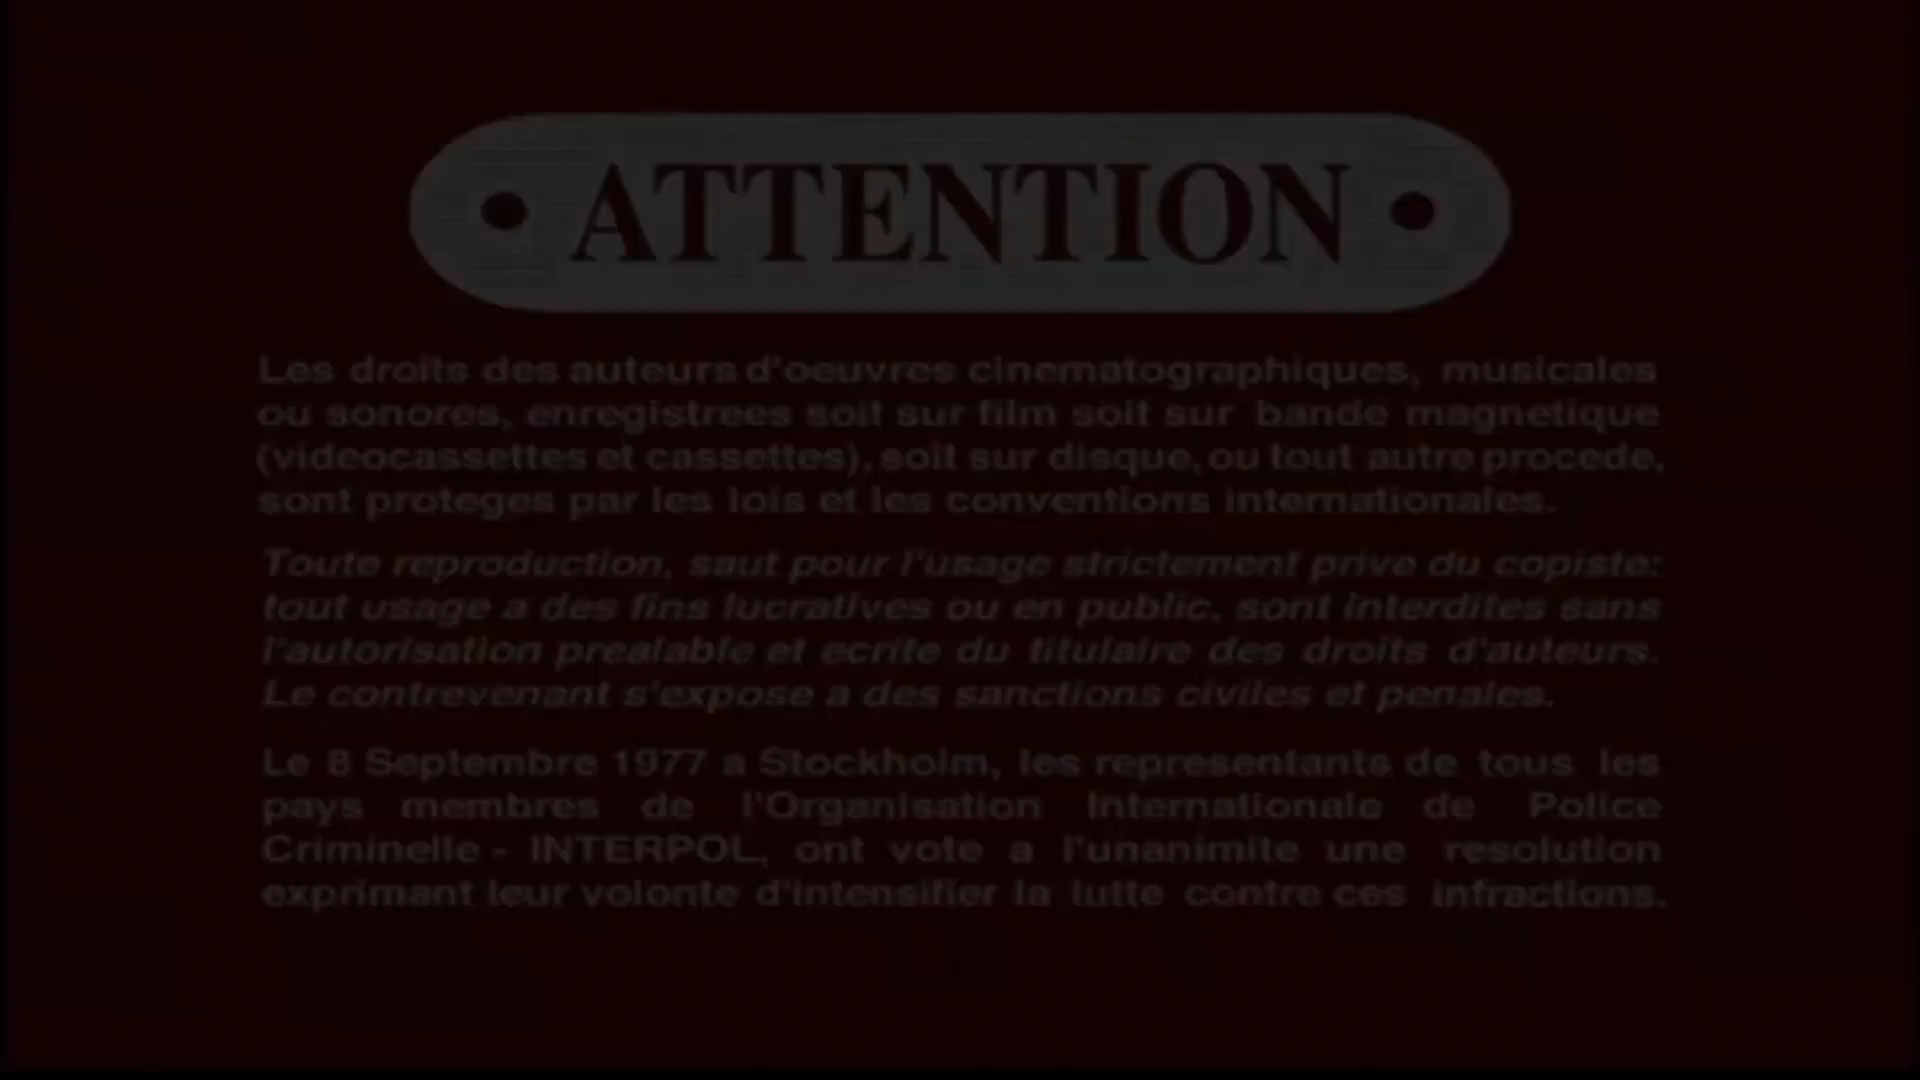 • ATTENTION •
Les droits des auteurs d'oeuvres cinematographiques, musicales
ou sonores, enregistrees soit sur film soit sur bande magnetique
(videocassettes et cassettes), soit sur disque, ou tout autre procede,
sont proteges par les lois et les conventions internationales.
Toute reproduction, saut pour l'usage strictement prive du copiste:
tout usage a des fins lucratives ou en public, sont interdites sans
l'autorisation prealable et ecrite du titulaire des droits d'auteurs.
Le contrevenant s'expose a des sanctions civiles et penales.
Le 8 Septembre 1977 a Stockholm, les representants de tous les
pays membres de l'Organisation Internationale de Police
Criminelle - INTERPOL, ont vote a l'unanimite une resolution
exprimant leur volonte d'intensifier la lutte contre ces infractions.